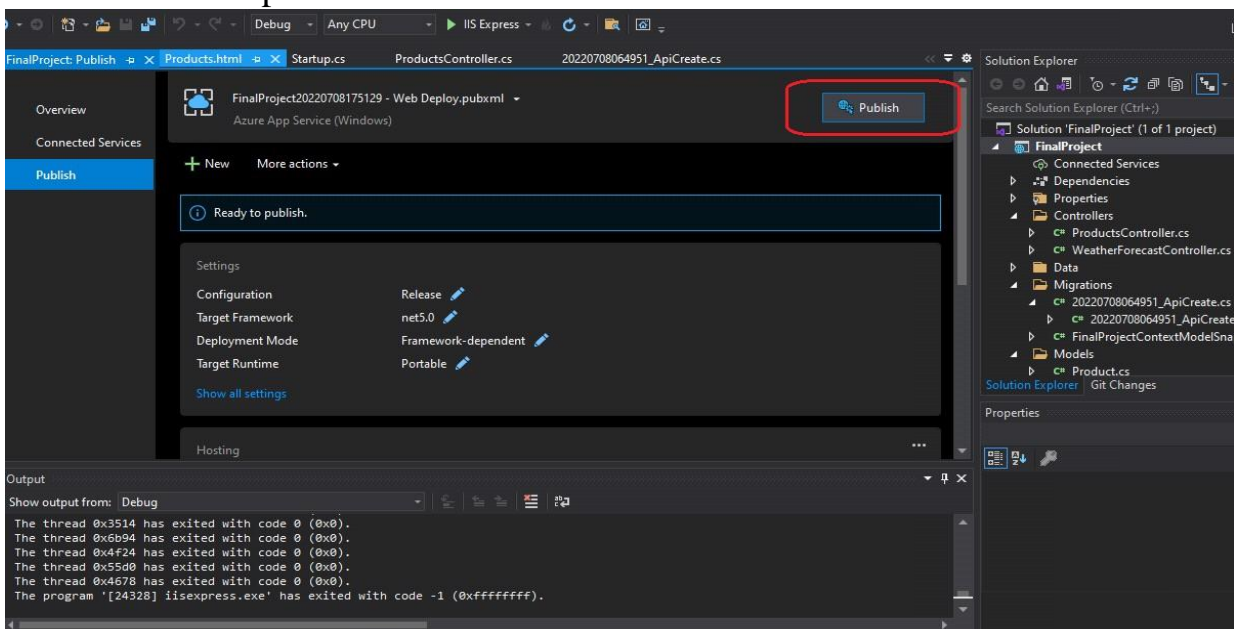 Debug Any CPU IIS Express
FinalProject: Publish Products.html Startup.cs ProductsController.cs 20220708064951_ApiCreate.cs
Overview
Connected Services
Publish
FinalProject20220708175129 - Web Deploy.pubxml
Azure App Service (Windows)
Publish
New More actions
Ready to publish.
Settings
Configuration Release
Target Framework net5.0
Deployment Mode Framework-dependent
Target Runtime Portable
Show all settings
Hosting
Solution Explorer
Search Solution Explorer (Ctrl+;)
Solution 'FinalProject' (1 of 1 project)
FinalProject
Connected Services
Dependencies
Properties
Controllers
C# ProductsController.cs
C# WeatherForecastController.cs
Data
Migrations
C# 20220708064951_ApiCreate.cs
C# 20220708064951_ApiCreate
C# FinalProjectContextModelSna
Models
C# Product.cs
Solution Explorer Git Changes
Properties
Output
Show output from: Debug
The thread 0x3514 has exited with code 0 (0x0).
The thread 0x6b94 has exited with code 0 (0x0).
The thread 0x4f24 has exited with code 0 (0x0).
The thread 0x55d0 has exited with code 0 (0x0).
The thread 0x4678 has exited with code 0 (0x0).
The program '[24328] iisexpress.exe' has exited with code -1 (0xffffffff).